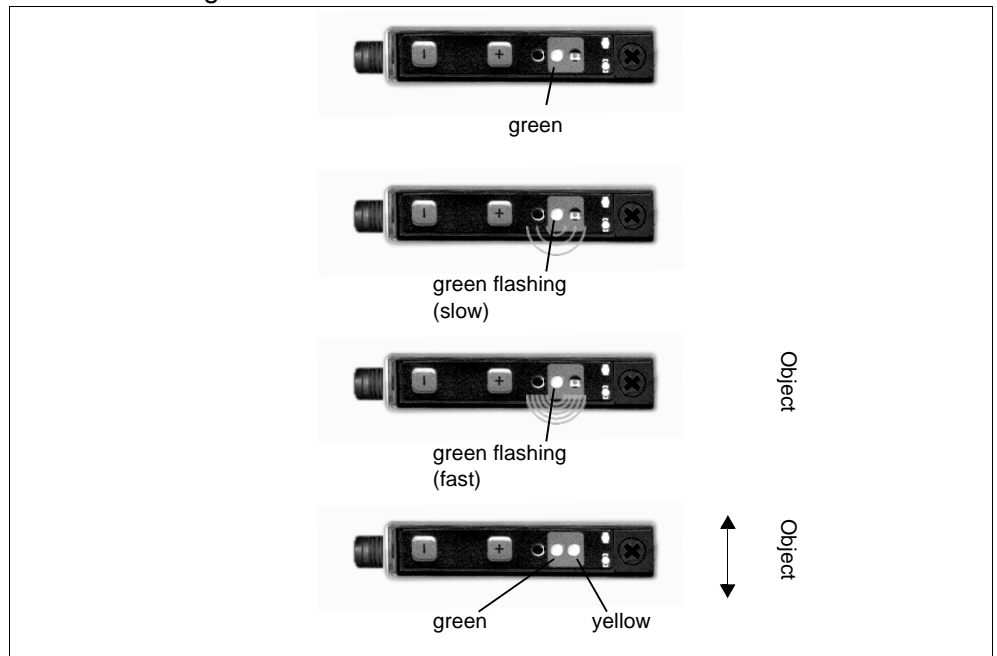 green
green flashing
(slow)
green flashing
(fast)
Object
Object
green
yellow